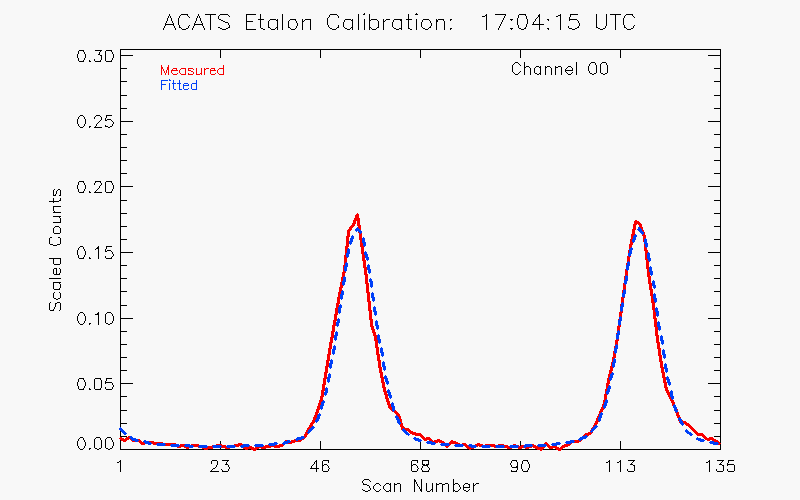 ACATS Etalon Calibration: 17:04:15 UTC
Measured
Fitted
Channel 00
0.30
0.25
0.20
0.15
0.10
0.05
0.00
Scaled Counts
1 23 46 68 90 113 135
Scan Number